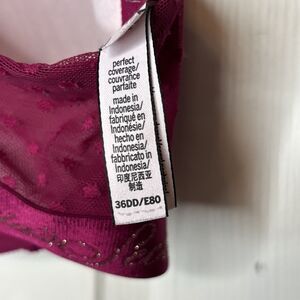 perfect
coverage/
couvrance
parfaite
made in
Indonesia/
fabriqué en
Indonésie/
hecho en
Indonesia/
fabbricato in
Indonesia/
印度尼西亚
制造
36DD/E80